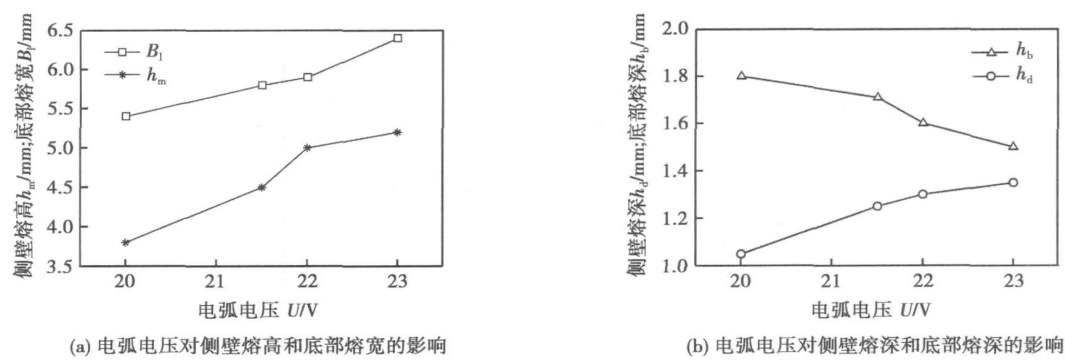 侧壁熔高hm/mm;底部熔宽Bl/mm
6.5
6.0
5.5
5.0
4.5
4.0
3.5
Bl
hm
20
21
22
23
电弧电压 U/V
(a) 电弧电压对侧壁熔高和底部熔宽的影响
侧壁熔深hd/mm;底部熔深hb/mm
2.0
1.8
1.6
1.4
1.2
1.0
hb
hd
20
21
22
23
电弧电压 U/V
(b) 电弧电压对侧壁熔深和底部熔深的影响